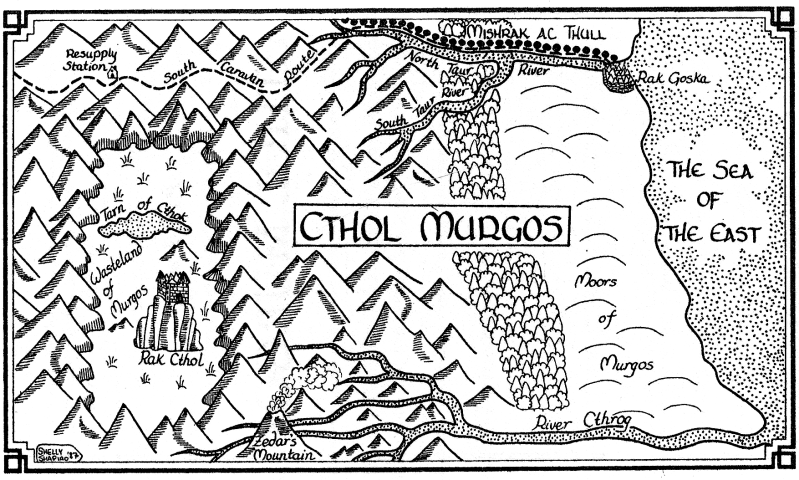 MISHRAK AC THULL
Resupply
Station
South Caravan Route
North Taur River
Rak Goska
South Taur River
THE SEA
OF
THE EAST
Tarn of Cthok
CTHOL MURGOS
Wasteland
of
Murgos
Moors
of
Murgos
Rak Cthol
River Cthrog
Zedar's
Mountain
SHELLY
SHAPIRO '87